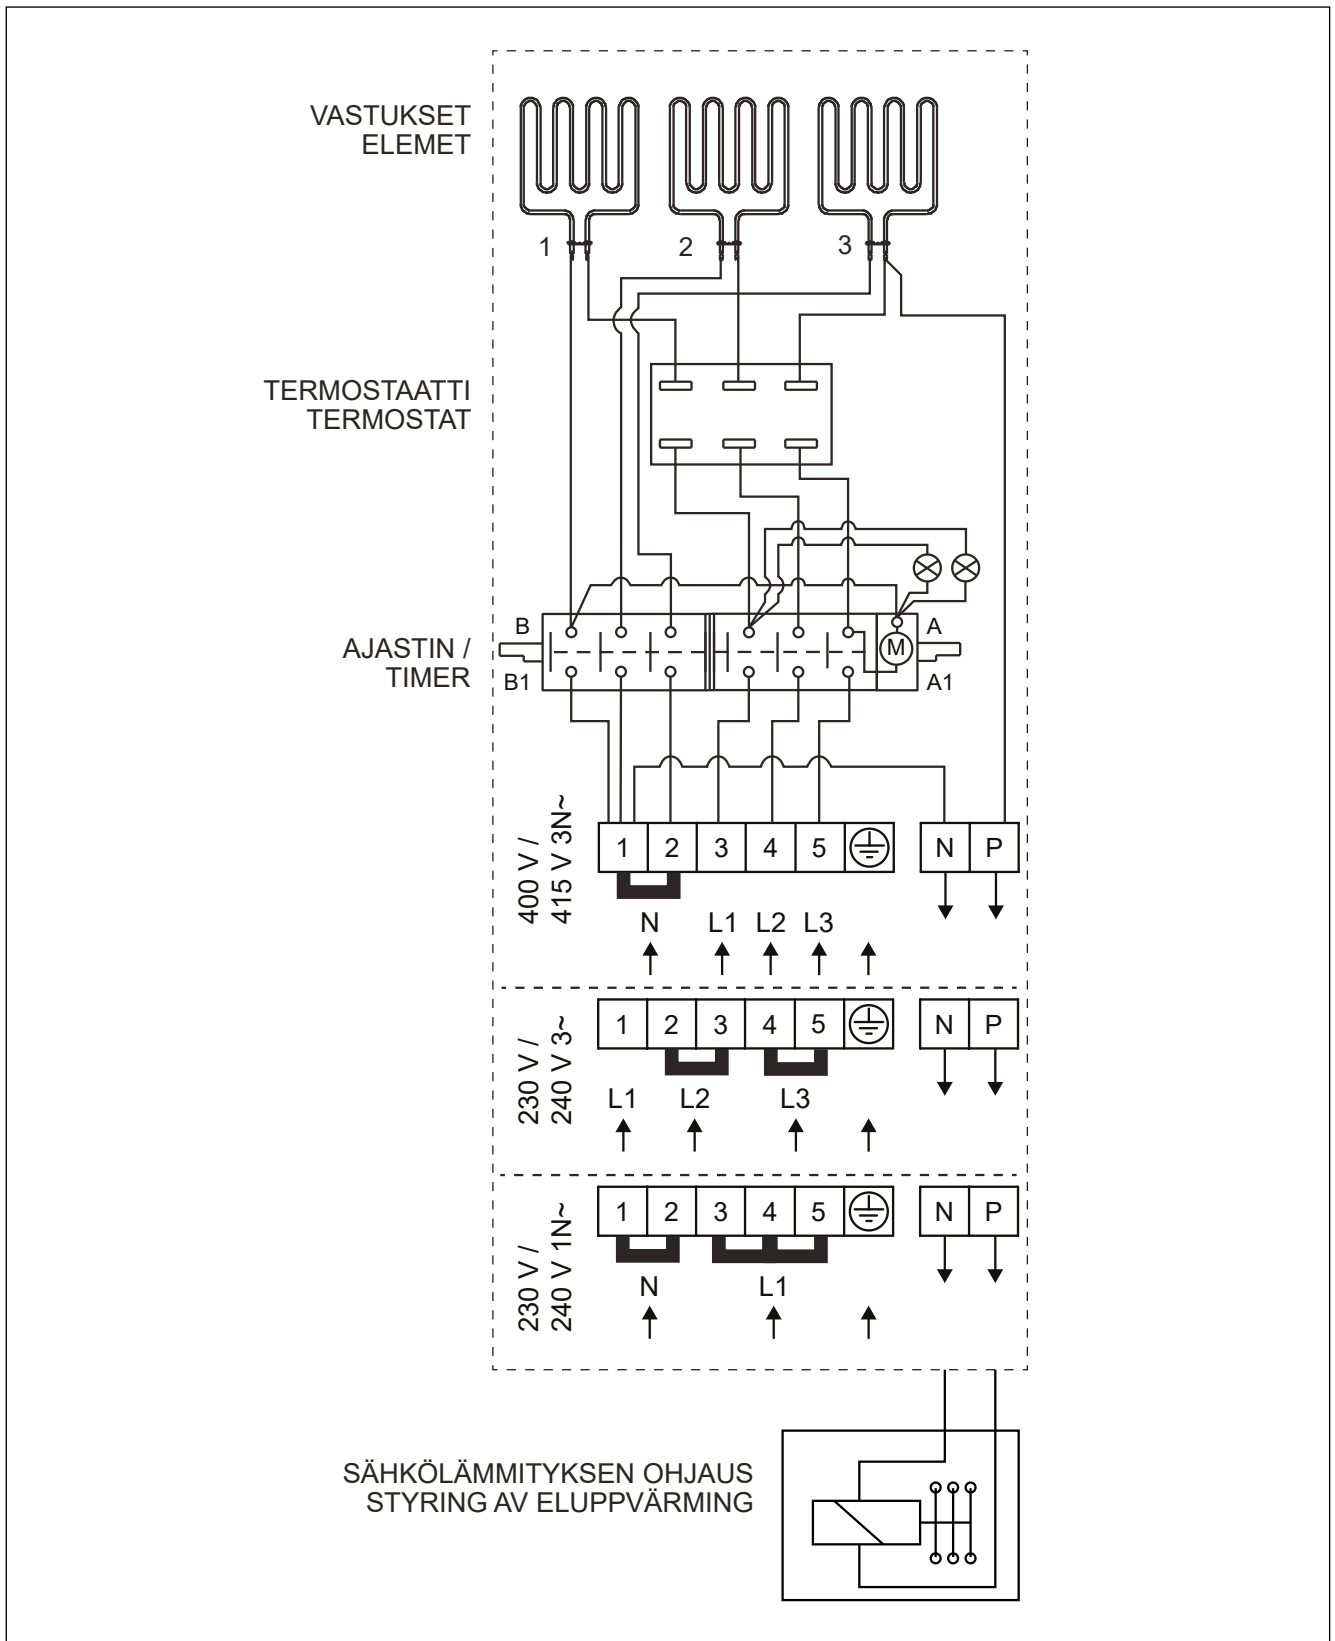 VASTUKSET
ELEMET
1
2
3
TERMOSTAATTI
TERMOSTAT
AJASTIN /
TIMER
B
B1
M
A
A1
400 V /
415 V 3N~
1 2 3 4 5 N P
N L1 L2 L3
230 V /
240 V 3~
1 2 3 4 5 N P
L1 L2 L3
230 V /
240 V 1N~
1 2 3 4 5 N P
N L1
SÄHKÖLÄMMITYKSEN OHJAUS
STYRING AV ELUPPVÄRMING